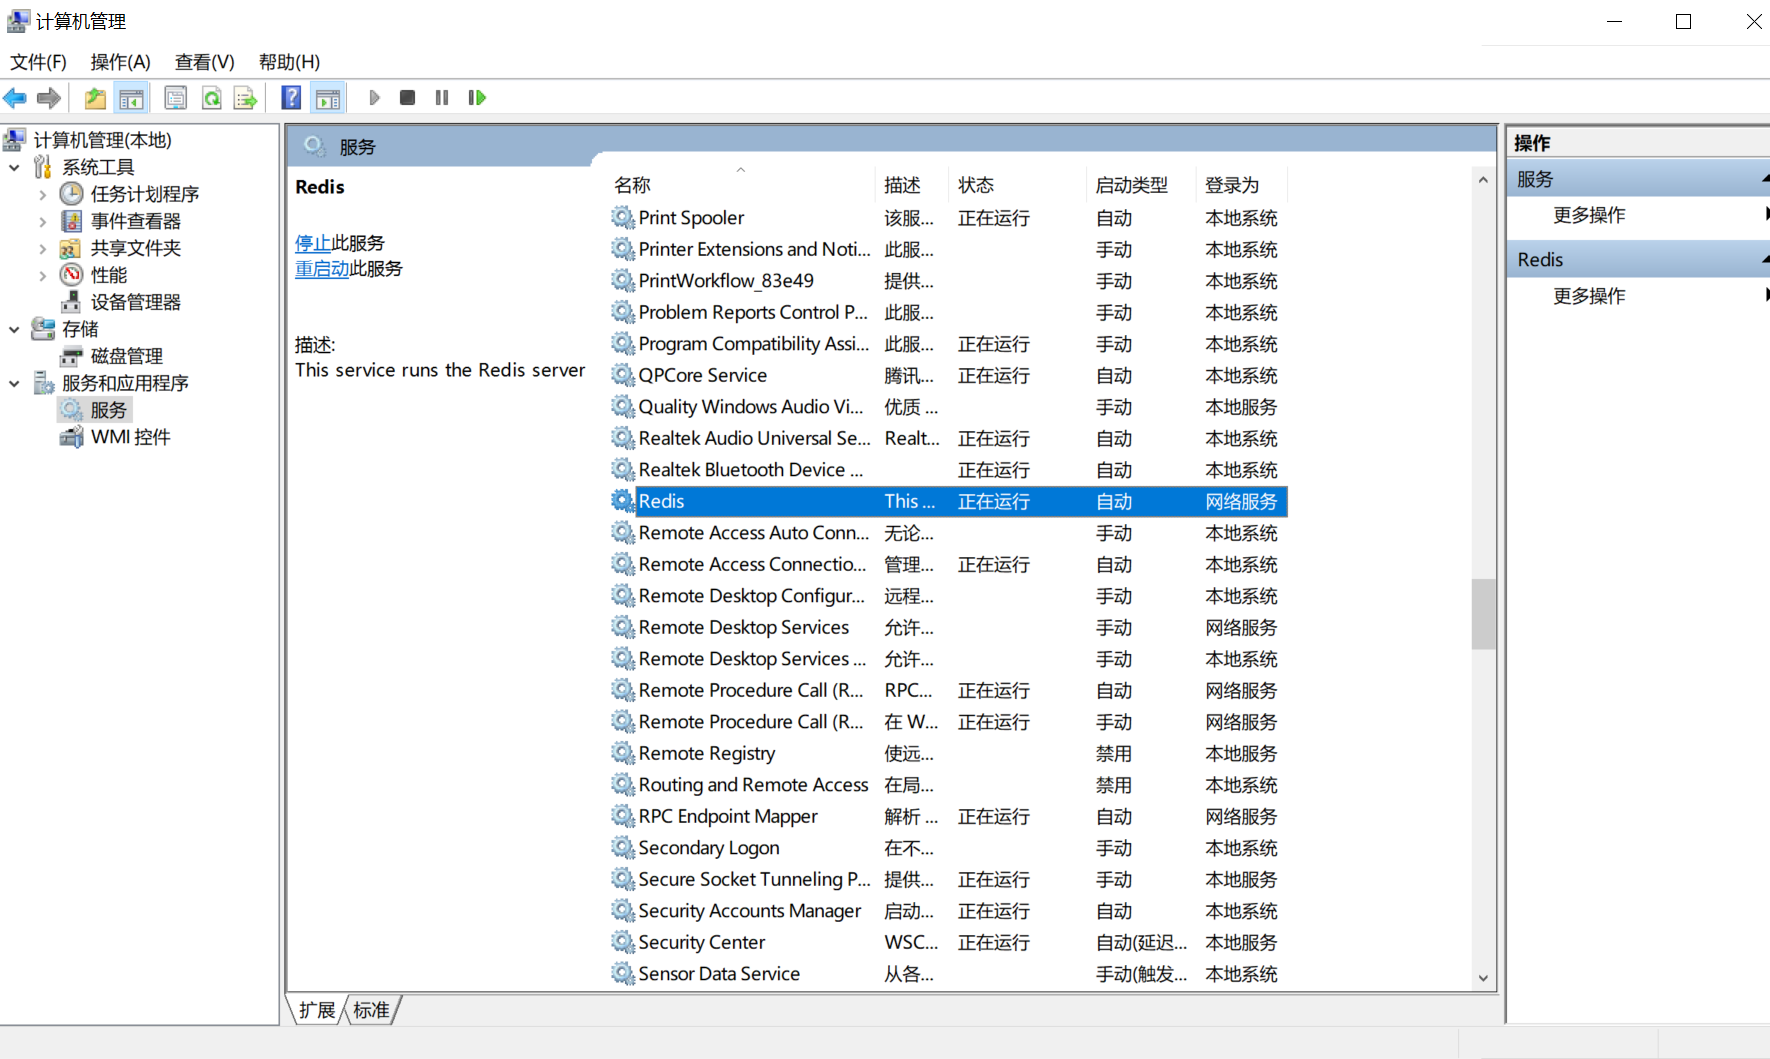 计算机管理
文件(F) 操作(A) 查看(V) 帮助(H)
计算机管理(本地)
系统工具
任务计划程序
事件查看器
共享文件夹
性能
设备管理器
存储
磁盘管理
服务和应用程序
服务
WMI 控件
服务
Redis
停止此服务
重启动此服务
描述:
This service runs the Redis server
名称 描述 状态 启动类型 登录为
Print Spooler 该服... 正在运行 自动 本地系统
Printer Extensions and Noti... 此服... 手动 本地系统
PrintWorkflow_83e49 提供... 手动 本地系统
Problem Reports Control P... 此服... 手动 本地系统
Program Compatibility Assi... 此服... 正在运行 手动 本地系统
QPCore Service 腾讯... 正在运行 自动 本地系统
Quality Windows Audio Vi... 优质 ... 手动 本地服务
Realtek Audio Universal Se... Realt... 正在运行 自动 本地系统
Realtek Bluetooth Device ... 正在运行 自动 本地系统
Redis This ... 正在运行 自动 网络服务
Remote Access Auto Conn... 无论... 手动 本地系统
Remote Access Connectio... 管理... 正在运行 自动 本地系统
Remote Desktop Configur... 远程... 手动 本地系统
Remote Desktop Services 允许... 手动 网络服务
Remote Desktop Services ... 允许... 手动 本地系统
Remote Procedure Call (R... RPC... 正在运行 自动 网络服务
Remote Procedure Call (R... 在 W... 正在运行 手动 网络服务
Remote Registry 使远... 禁用 本地服务
Routing and Remote Access 在局... 禁用 本地系统
RPC Endpoint Mapper 解析 ... 正在运行 自动 网络服务
Secondary Logon 在不... 手动 本地系统
Secure Socket Tunneling P... 提供... 正在运行 手动 本地服务
Security Accounts Manager 启动... 正在运行 自动 本地系统
Security Center WSC... 正在运行 自动(延迟... 本地服务
Sensor Data Service 从各... 手动(触发... 本地系统
扩展 标准
操作
服务
更多操作
Redis
更多操作